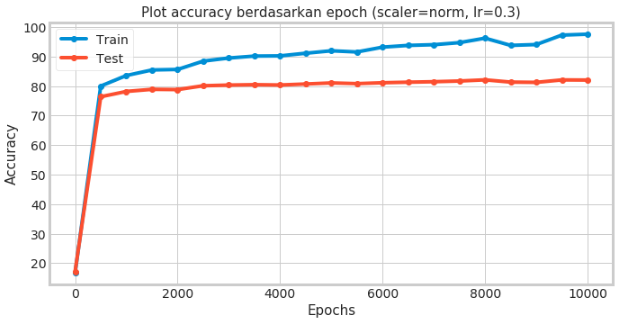 Plot accuracy berdasarkan epoch (scaler=norm, lr=0.3)
Train
Test
Accuracy
100
90
80
70
60
50
40
30
20
0 2000 4000 6000 8000 10000
Epochs